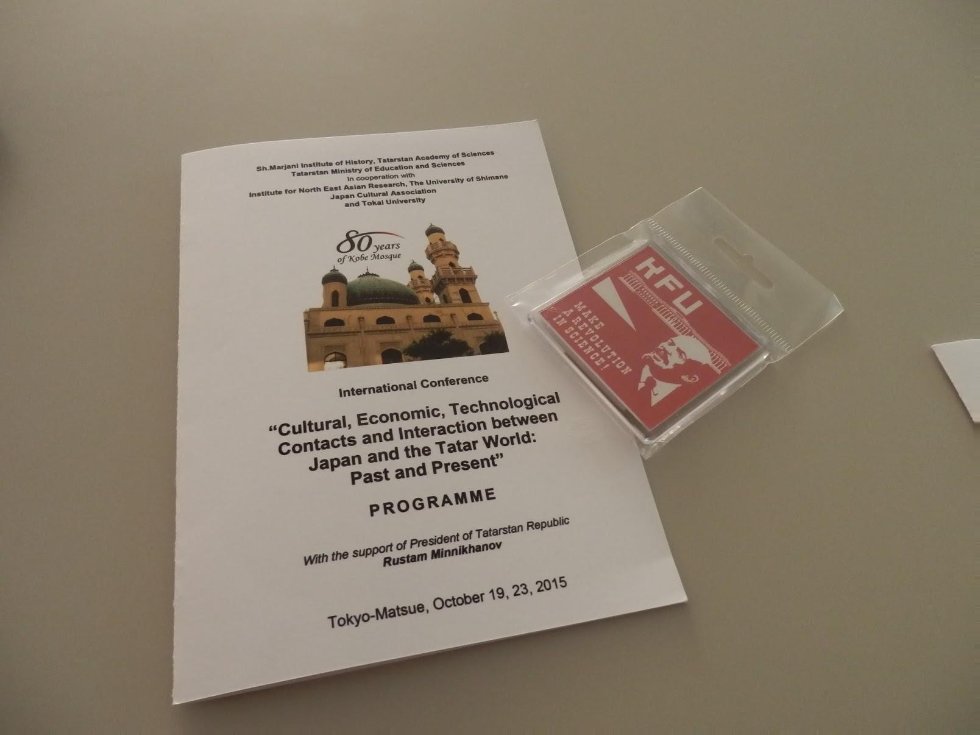 Sh.Marjani Institute of History, Tatarstan Academy of Sciences
Tatarstan Ministry of Education and Sciences
in cooperation with
Institute for North East Asian Research, The University of Shimane
Japan Cultural Association
and Tokai University
80 years
of Kobe Mosque
International Conference
“Cultural, Economic, Technological
Contacts and Interaction between
Japan and the Tatar World:
Past and Present”
PROGRAMME
With the support of President of Tatarstan Republic
Rustam Minnikhanov
Tokyo-Matsue, October 19, 23, 2015
KFU
MAKE
A REVOLUTION
IN SCIENCE!